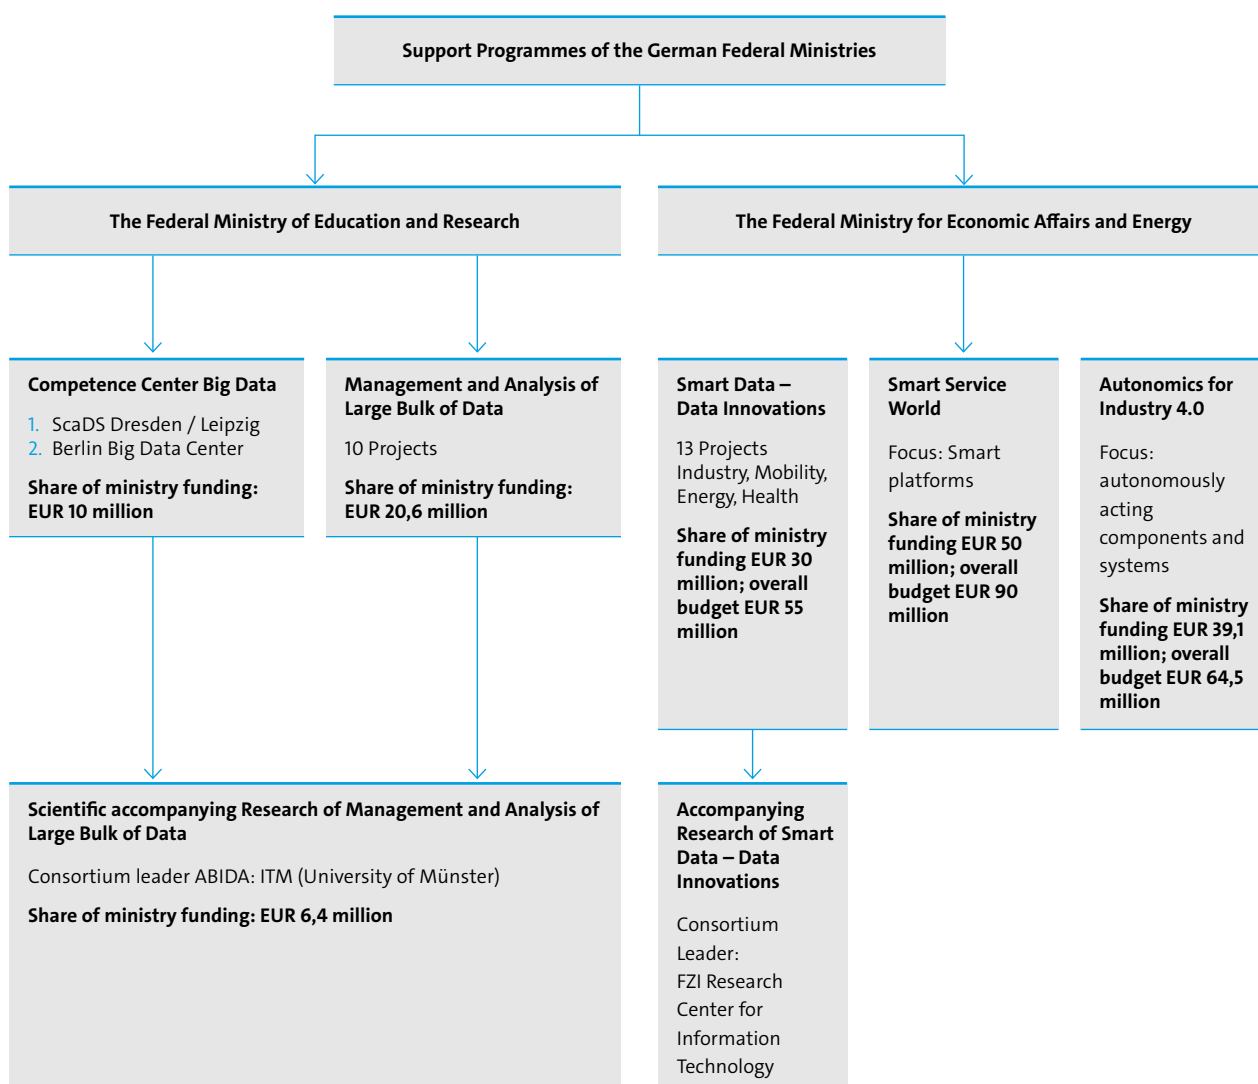 Support Programmes of the German Federal Ministries
The Federal Ministry of Education and Research
The Federal Ministry for Economic Affairs and Energy
Competence Center Big Data
1. ScaDS Dresden / Leipzig
2. Berlin Big Data Center
Share of ministry funding:
EUR 10 million
Management and Analysis of
Large Bulk of Data
10 Projects
Share of ministry funding:
EUR 20,6 million
Smart Data –
Data Innovations
13 Projects
Industry, Mobility,
Energy, Health
Share of ministry
funding EUR 30
million; overall
budget EUR 55
million
Smart Service
World
Focus: Smart
platforms
Share of ministry
funding EUR 50
million; overall
budget EUR 90
million
Autonomics for
Industry 4.0
Focus:
autonomously
acting
components and
systems
Share of ministry
funding EUR 39,1
million; overall
budget EUR 64,5
million
Scientific accompanying Research of Management and Analysis of
Large Bulk of Data
Consortium leader ABIDA: ITM (University of Münster)
Share of ministry funding: EUR 6,4 million
Accompanying
Research of Smart
Data – Data
Innovations
Consortium
Leader:
FZI Research
Center for
Information
Technology